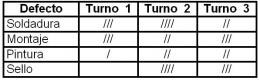 Defecto Turno 1 Turno 2 Turno 3
Soldadura /// //// //
Montaje /// // ///
Pintura / // //
Sello //// ///